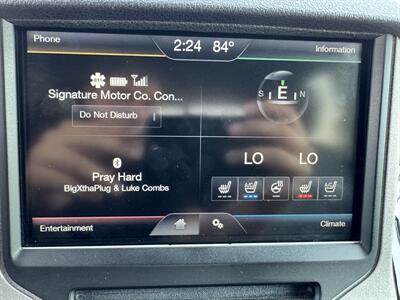 Phone
2:24 84°
Information
Signature Motor Co. Con...
Do Not Disturb
S E N
Pray Hard
BigXthaPlug & Luke Combs
LO LO
Entertainment
Climate